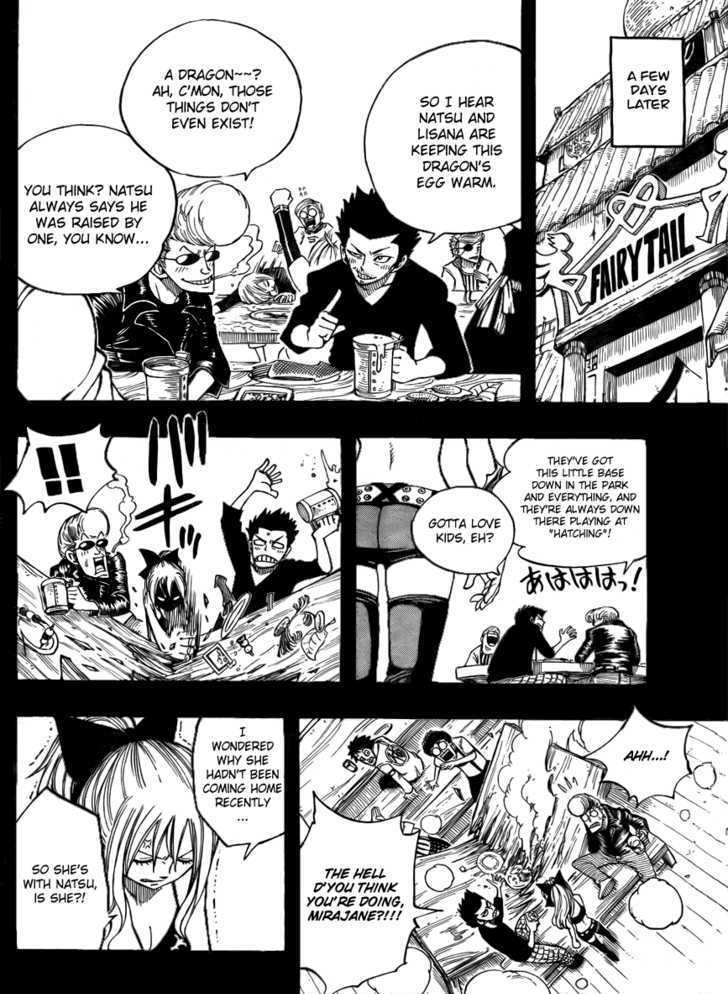 A FEW
DAYS
LATER
FAIRYTAIL
SO I HEAR
NATSU AND
LISANA ARE
KEEPING THIS
DRAGON'S
EGG WARM.
A DRAGON~~?
AH, C'MON, THOSE
THINGS DON'T
EVEN EXIST!
YOU THINK? NATSU
ALWAYS SAYS HE
WAS RAISED BY
ONE, YOU KNOW...
THEY'VE GOT
THIS LITTLE BASE
DOWN IN THE PARK
AND EVERYTHING, AND
THEY'RE ALWAYS DOWN
THERE PLAYING AT
"HATCHING"!
GOTTA LOVE
KIDS, EH?
あはははっ!
バキッ
!!
AHH...!
THE HELL
D'YOU THINK
YOU'RE DOING,
MIRAJANE?!!!
I
WONDERED
WHY SHE
HADN'T BEEN
COMING HOME
RECENTLY
...
SO SHE'S
WITH NATSU,
IS SHE?!